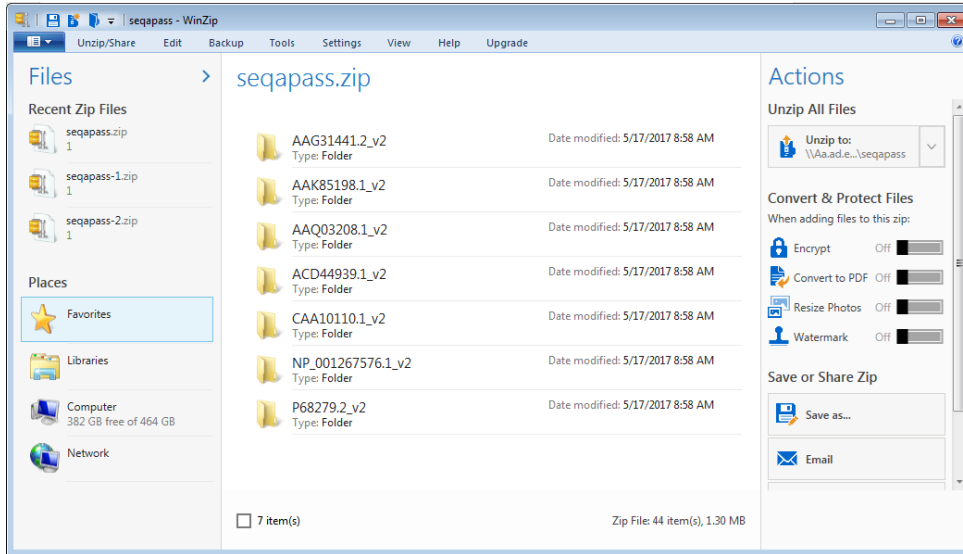 seqapass - WinZip
Unzip/Share Edit Backup Tools Settings View Help Upgrade
Files
Recent Zip Files
seqapass.zip
1
seqapass-1.zip
1
seqapass-2.zip
1
Places
Favorites
Libraries
Computer
382 GB free of 464 GB
Network
seqapass.zip
AAG31441.2_v2 Date modified: 5/17/2017 8:58 AM
Type: Folder
AAK85198.1_v2 Date modified: 5/17/2017 8:58 AM
Type: Folder
AAQ03208.1_v2 Date modified: 5/17/2017 8:58 AM
Type: Folder
ACD44939.1_v2 Date modified: 5/17/2017 8:58 AM
Type: Folder
CAA10110.1_v2 Date modified: 5/17/2017 8:58 AM
Type: Folder
NP_001267576.1_v2 Date modified: 5/17/2017 8:58 AM
Type: Folder
P68279.2_v2 Date modified: 5/17/2017 8:58 AM
Type: Folder
7 item(s) Zip File: 44 item(s), 1.30 MB
Actions
Unzip All Files
Unzip to:
\\Aa.ad.e...\seqapass
Convert & Protect Files
When adding files to this zip:
Encrypt Off
Convert to PDF Off
Resize Photos Off
Watermark Off
Save or Share Zip
Save as...
Email